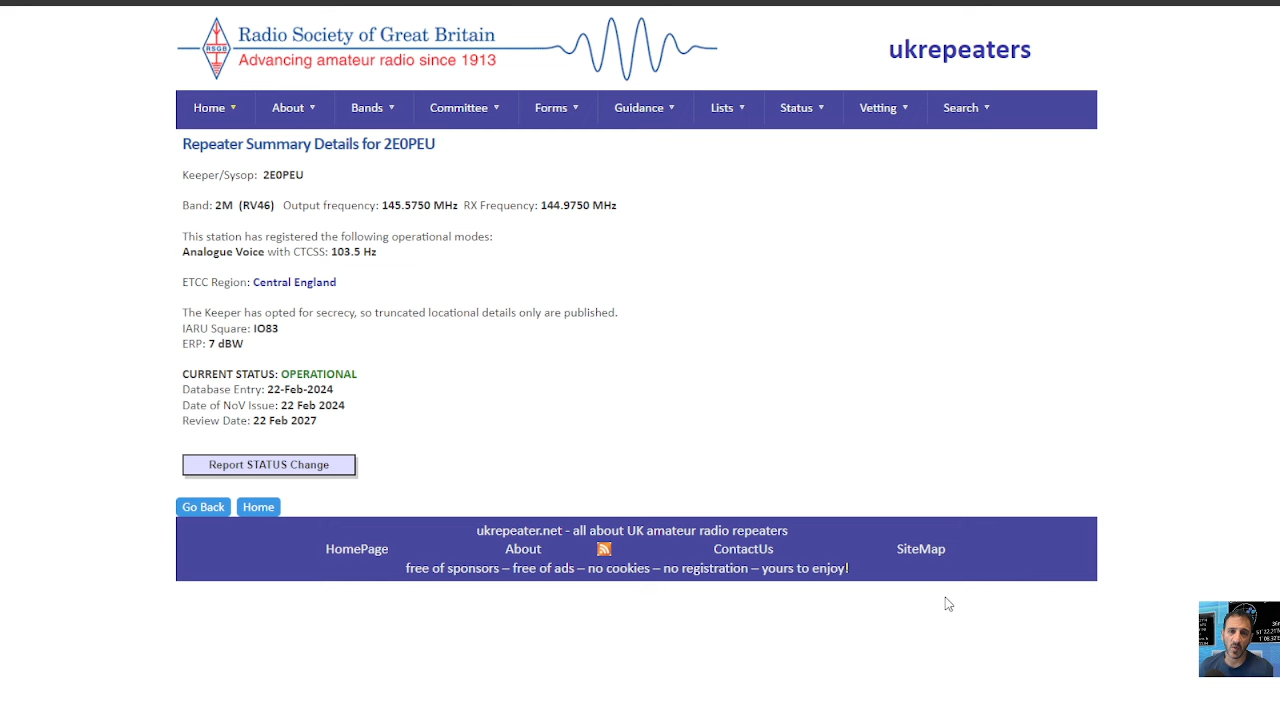 RSGB
Radio Society of Great Britain
Advancing amateur radio since 1913
ukrepeaters
Home About Bands Committee Forms Guidance Lists Status Vetting Search
Repeater Summary Details for 2E0PEU
Keeper/Sysop: 2E0PEU
Band: 2M (RV46) Output frequency: 145.5750 MHz RX Frequency: 144.9750 MHz
This station has registered the following operational modes:
Analogue Voice with CTCSS: 103.5 Hz
ETCC Region: Central England
The Keeper has opted for secrecy, so truncated locational details only are published.
IARU Square: IO83
ERP: 7 dBW
CURRENT STATUS: OPERATIONAL
Database Entry: 22-Feb-2024
Date of NoV Issue: 22 Feb 2024
Review Date: 22 Feb 2027
Report STATUS Change
Go Back Home
ukrepeater.net - all about UK amateur radio repeaters
HomePage About ContactUs SiteMap
free of sponsors – free of ads – no cookies – no registration – yours to enjoy!